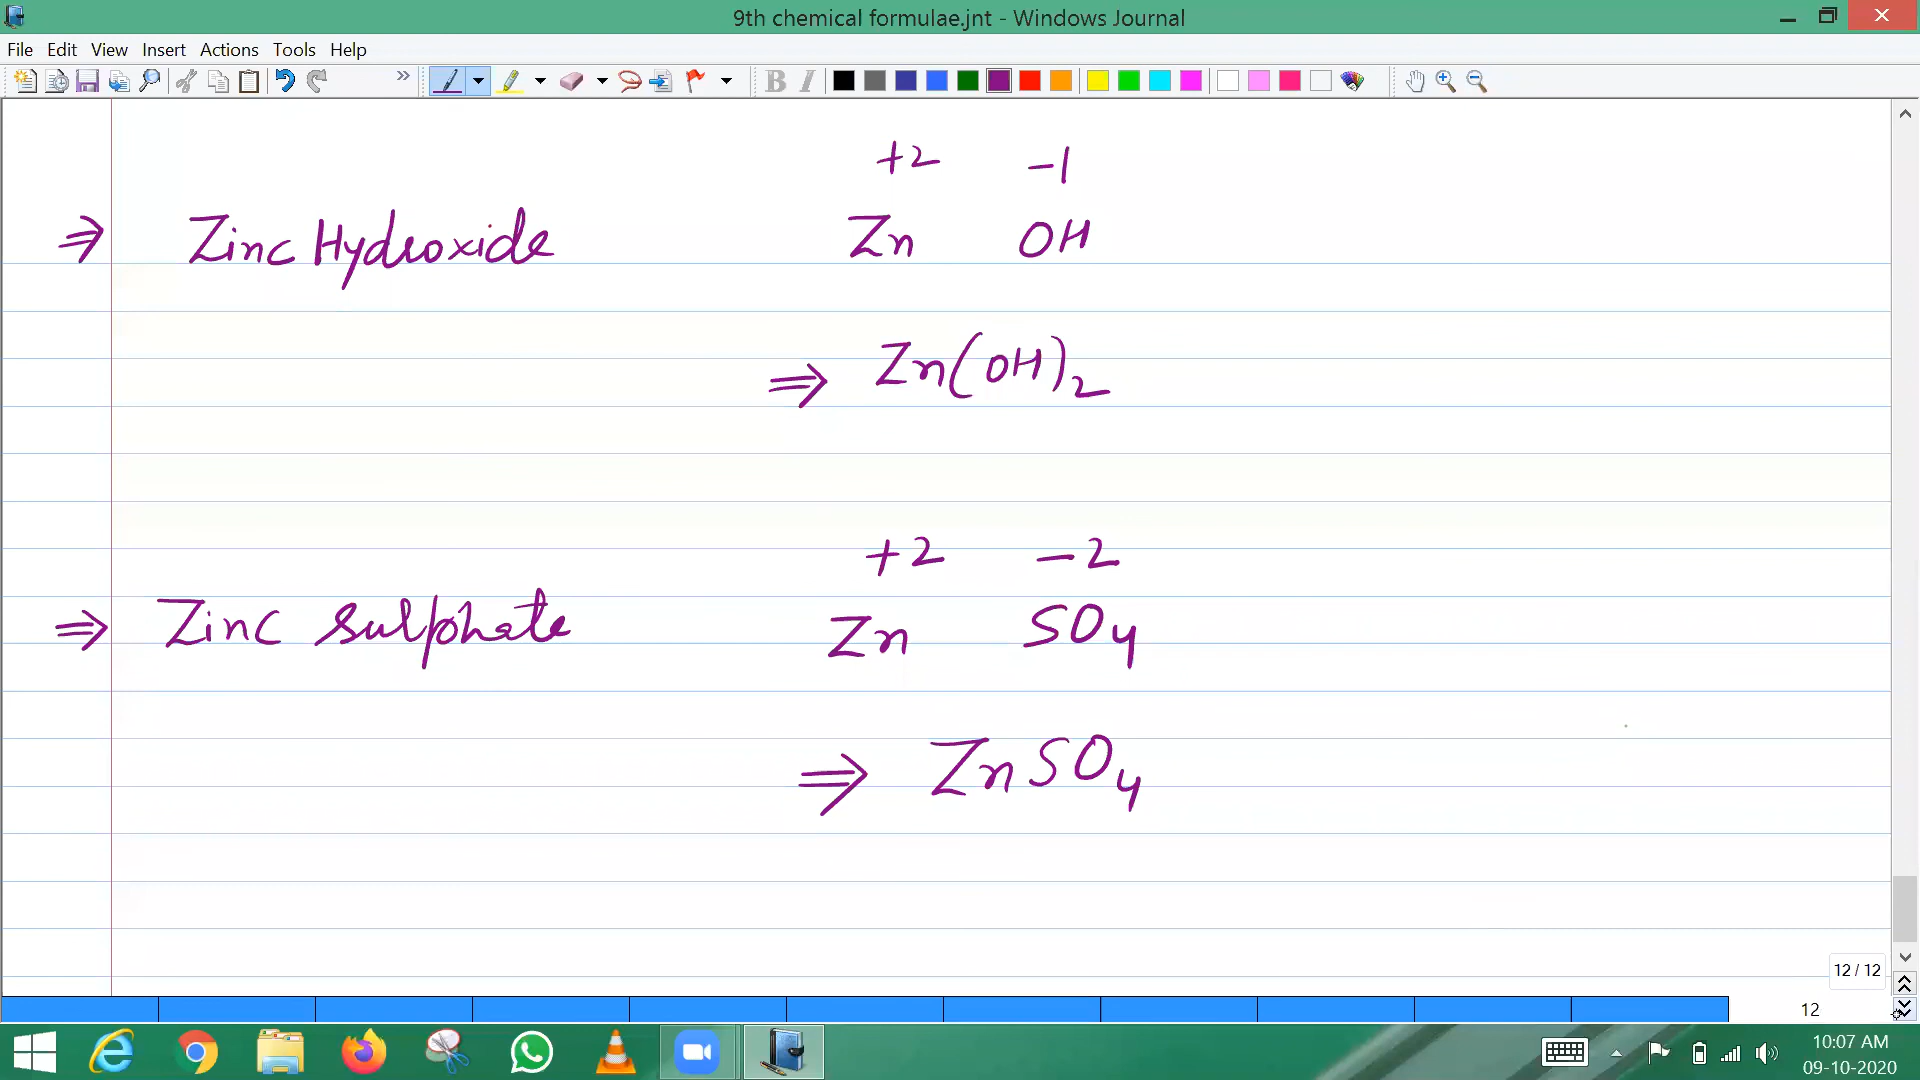 9th chemical formulae.jnt - Windows Journal
File Edit View Insert Actions Tools Help
» B I
+2 -1
⇒ Zinc Hydroxide Zn OH
⇒ Zn(OH)₂
+2 -2
⇒ Zinc sulphate Zn SO₄
⇒ ZnSO₄
12 / 12
12
10:07 AM
09-10-2020